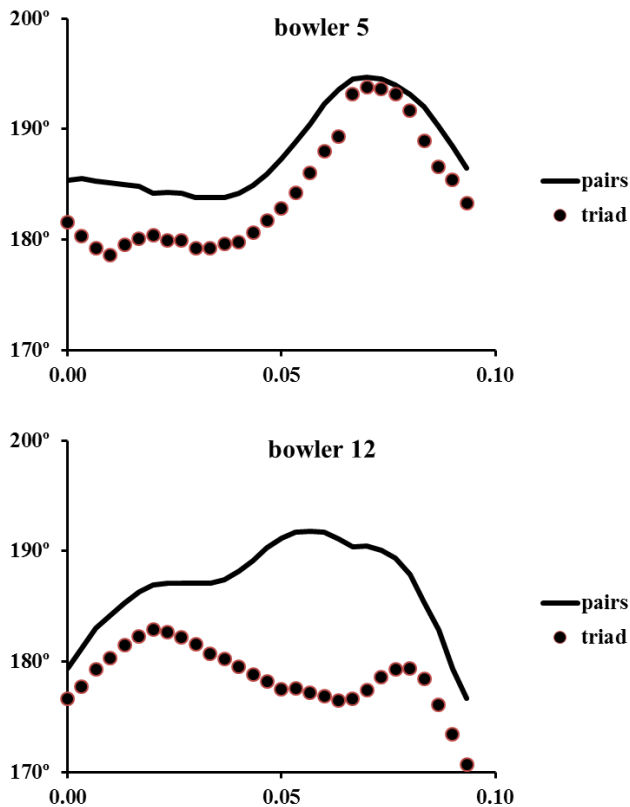 bowler 5
200º
190º
180º
170º
0.00 0.05 0.10
pairs
triad
bowler 12
200º
190º
180º
170º
0.00 0.05 0.10
pairs
triad